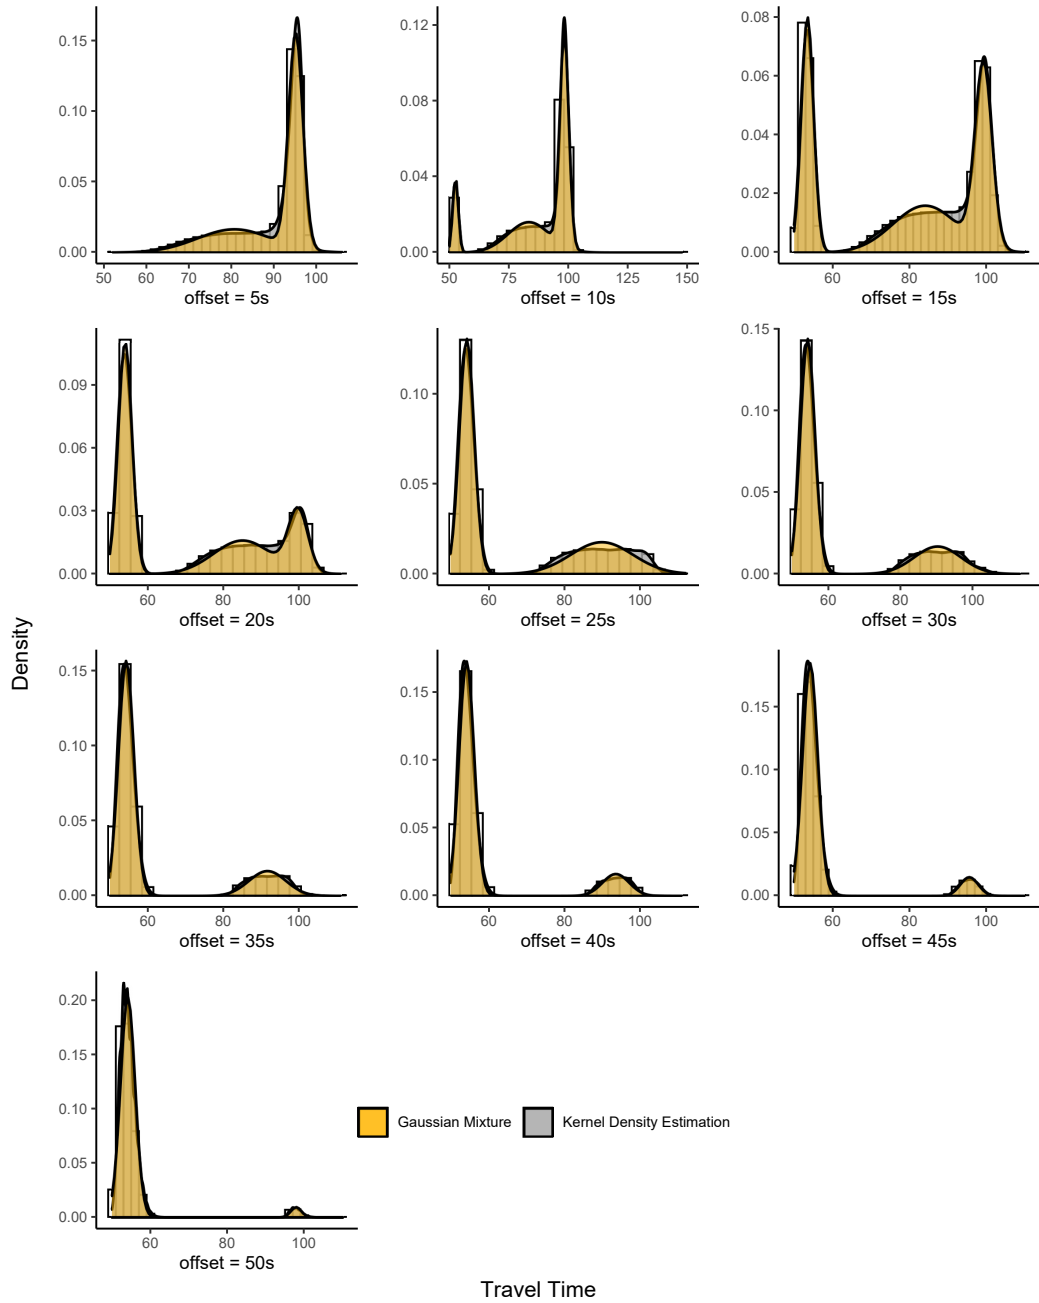 0.15
0.10
0.05
0.00
50 60 70 80 90 100
offset = 5s
0.12
0.08
0.04
0.00
50 75 100 125 150
offset = 10s
0.08
0.06
0.04
0.02
0.00
60 80 100
offset = 15s
0.09
0.06
0.03
0.00
60 80 100
offset = 20s
0.10
0.05
0.00
60 80 100
offset = 25s
0.15
0.10
0.05
0.00
60 80 100
offset = 30s
Density
0.15
0.10
0.05
0.00
60 80 100
offset = 35s
0.15
0.10
0.05
0.00
60 80 100
offset = 40s
0.15
0.10
0.05
0.00
60 80 100
offset = 45s
0.20
0.15
0.10
0.05
0.00
60 80 100
offset = 50s
Gaussian Mixture Kernel Density Estimation
Travel Time